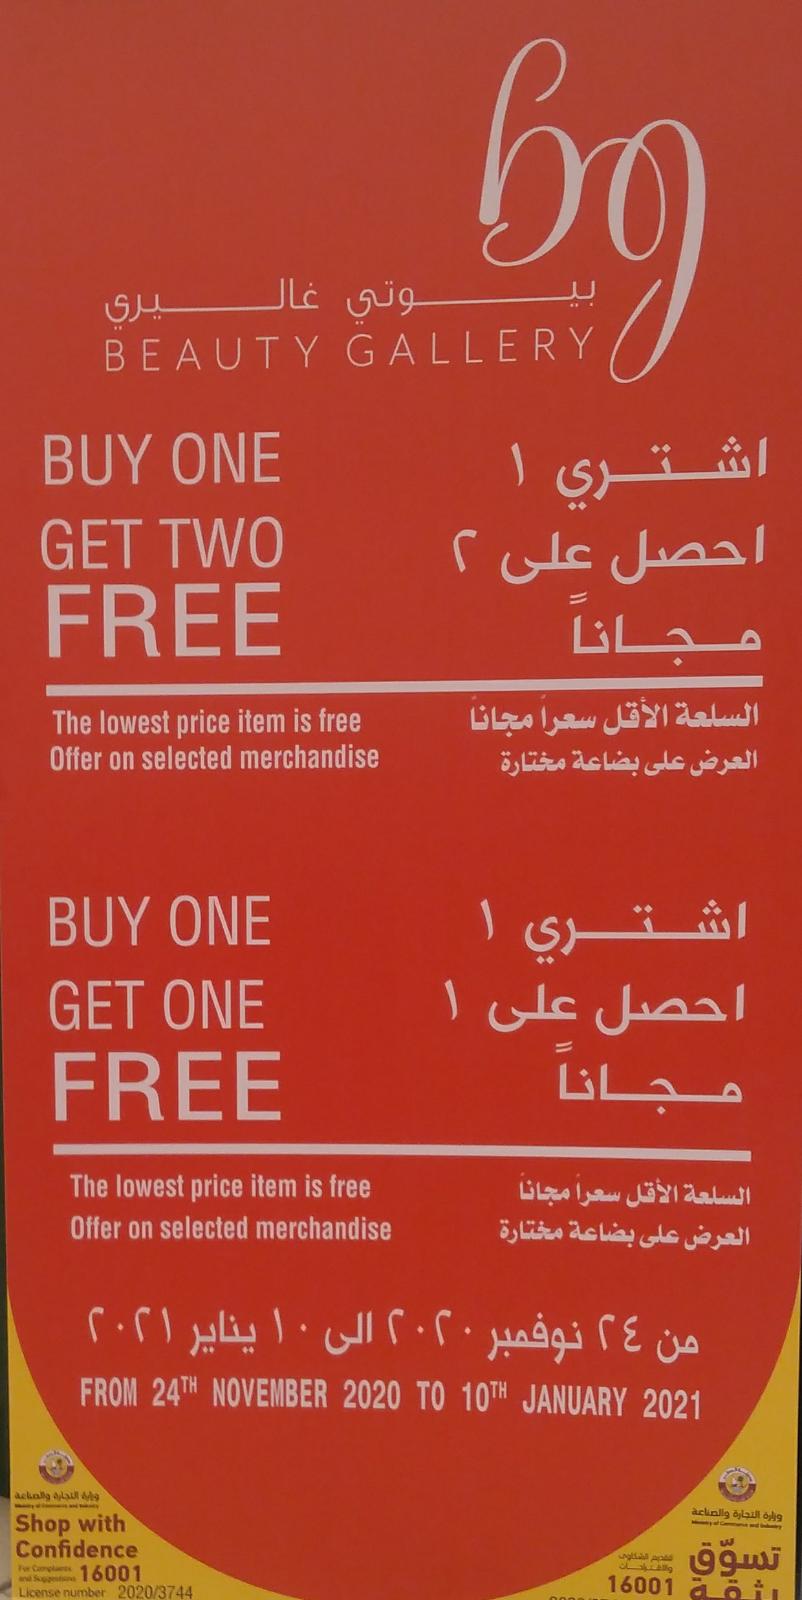 bg
بيوتي غاليري
BEAUTY GALLERY
BUY ONE
اشتري ١
GET TWO
احصل على ٢
FREE
مجاناً
The lowest price item is free
السلعة الأقل سعراً مجاناً
Offer on selected merchandise
العرض على بضاعة مختارة
BUY ONE
اشتري ١
GET ONE
احصل على ١
FREE
مجاناً
The lowest price item is free
السلعة الأقل سعراً مجاناً
Offer on selected merchandise
العرض على بضاعة مختارة
من ٢٤ نوفمبر ٢٠٢٠ الى ١٠ يناير ٢٠٢١
FROM 24TH NOVEMBER 2020 TO 10TH JANUARY 2021
وزارة التجارة والصناعة
Ministry of Commerce and Industry
Shop with
Confidence
For Complaints
and Suggestions 16001
License number 2020/3744
وزارة التجارة والصناعة
Ministry of Commerce and Industry
تسوّق
بثقة
لتقديم الشكاوى
والاقتراحات
16001